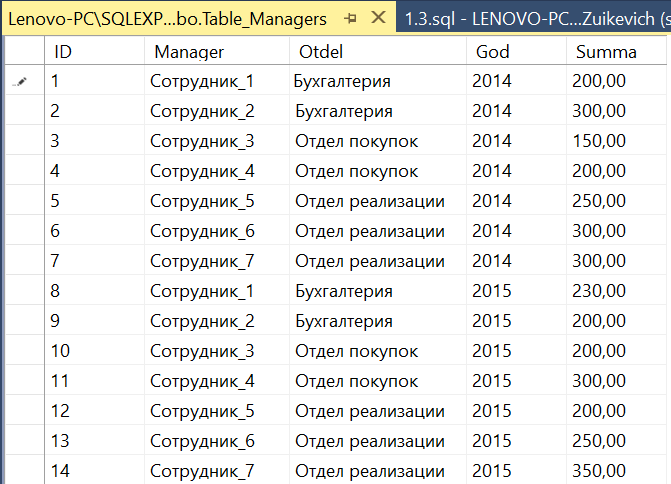 Lenovo-PC\SQLEXP...bo.Table_Managers 1.3.sql - LENOVO-PC...Zuikevich (s
ID Manager Otdel God Summa
1 Сотрудник_1 Бухгалтерия 2014 200,00
2 Сотрудник_2 Бухгалтерия 2014 300,00
3 Сотрудник_3 Отдел покупок 2014 150,00
4 Сотрудник_4 Отдел покупок 2014 200,00
5 Сотрудник_5 Отдел реализации 2014 250,00
6 Сотрудник_6 Отдел реализации 2014 300,00
7 Сотрудник_7 Отдел реализации 2014 300,00
8 Сотрудник_1 Бухгалтерия 2015 230,00
9 Сотрудник_2 Бухгалтерия 2015 200,00
10 Сотрудник_3 Отдел покупок 2015 200,00
11 Сотрудник_4 Отдел покупок 2015 300,00
12 Сотрудник_5 Отдел реализации 2015 200,00
13 Сотрудник_6 Отдел реализации 2015 250,00
14 Сотрудник_7 Отдел реализации 2015 350,00